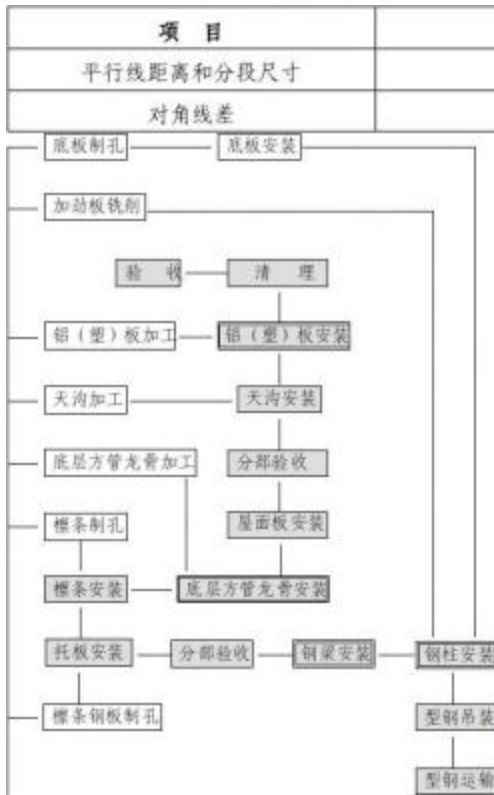 项 目
平行线距离和分段尺寸
对角线差
底板制孔 底板安装
加劲板铣削
验 收 清 理
铝（塑）板加工 铝（塑）板安装
天沟加工 天沟安装
底层方管龙骨加工 分部验收
檩条制孔 屋面板安装
檩条安装 底层方管龙骨安装
托板安装 分部验收 钢梁安装 钢柱安装
檩条钢板制孔 型钢吊装
型钢运输